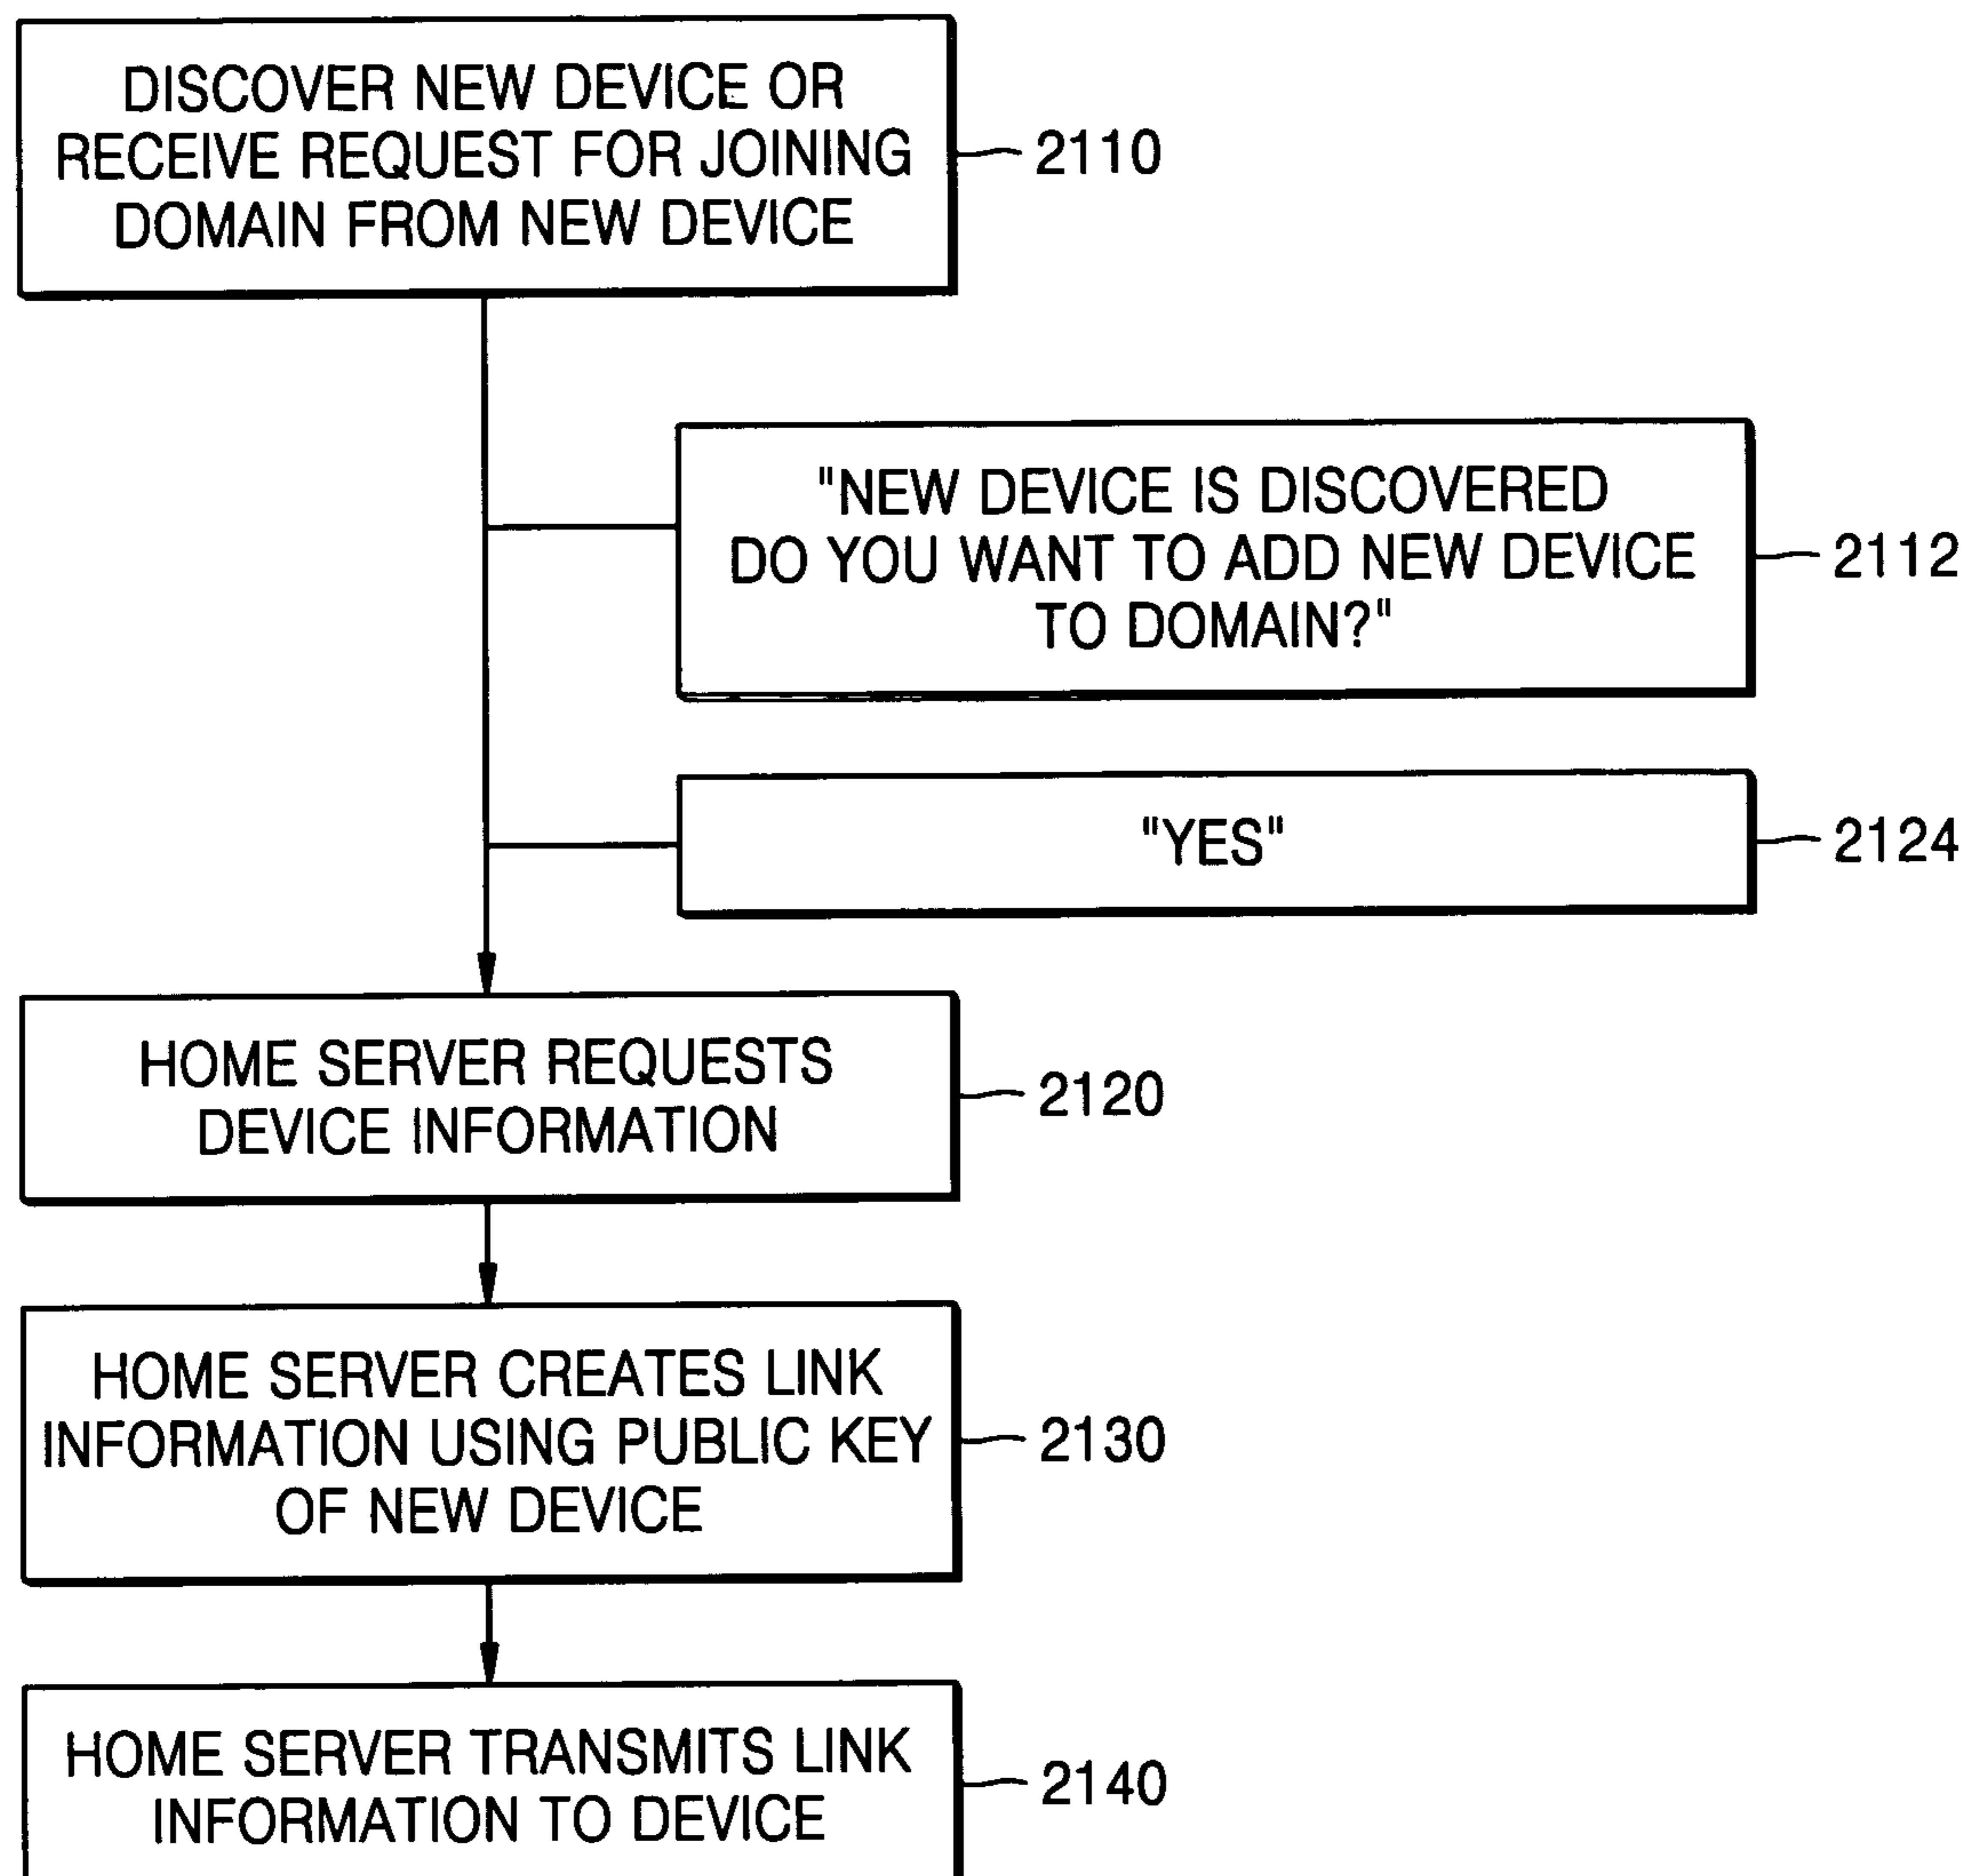 DISCOVER NEW DEVICE OR
RECEIVE REQUEST FOR JOINING
DOMAIN FROM NEW DEVICE
2110
"NEW DEVICE IS DISCOVERED
DO YOU WANT TO ADD NEW DEVICE
TO DOMAIN?"
2112
"YES"
2124
HOME SERVER REQUESTS
DEVICE INFORMATION
2120
HOME SERVER CREATES LINK
INFORMATION USING PUBLIC KEY
OF NEW DEVICE
2130
HOME SERVER TRANSMITS LINK
INFORMATION TO DEVICE
2140